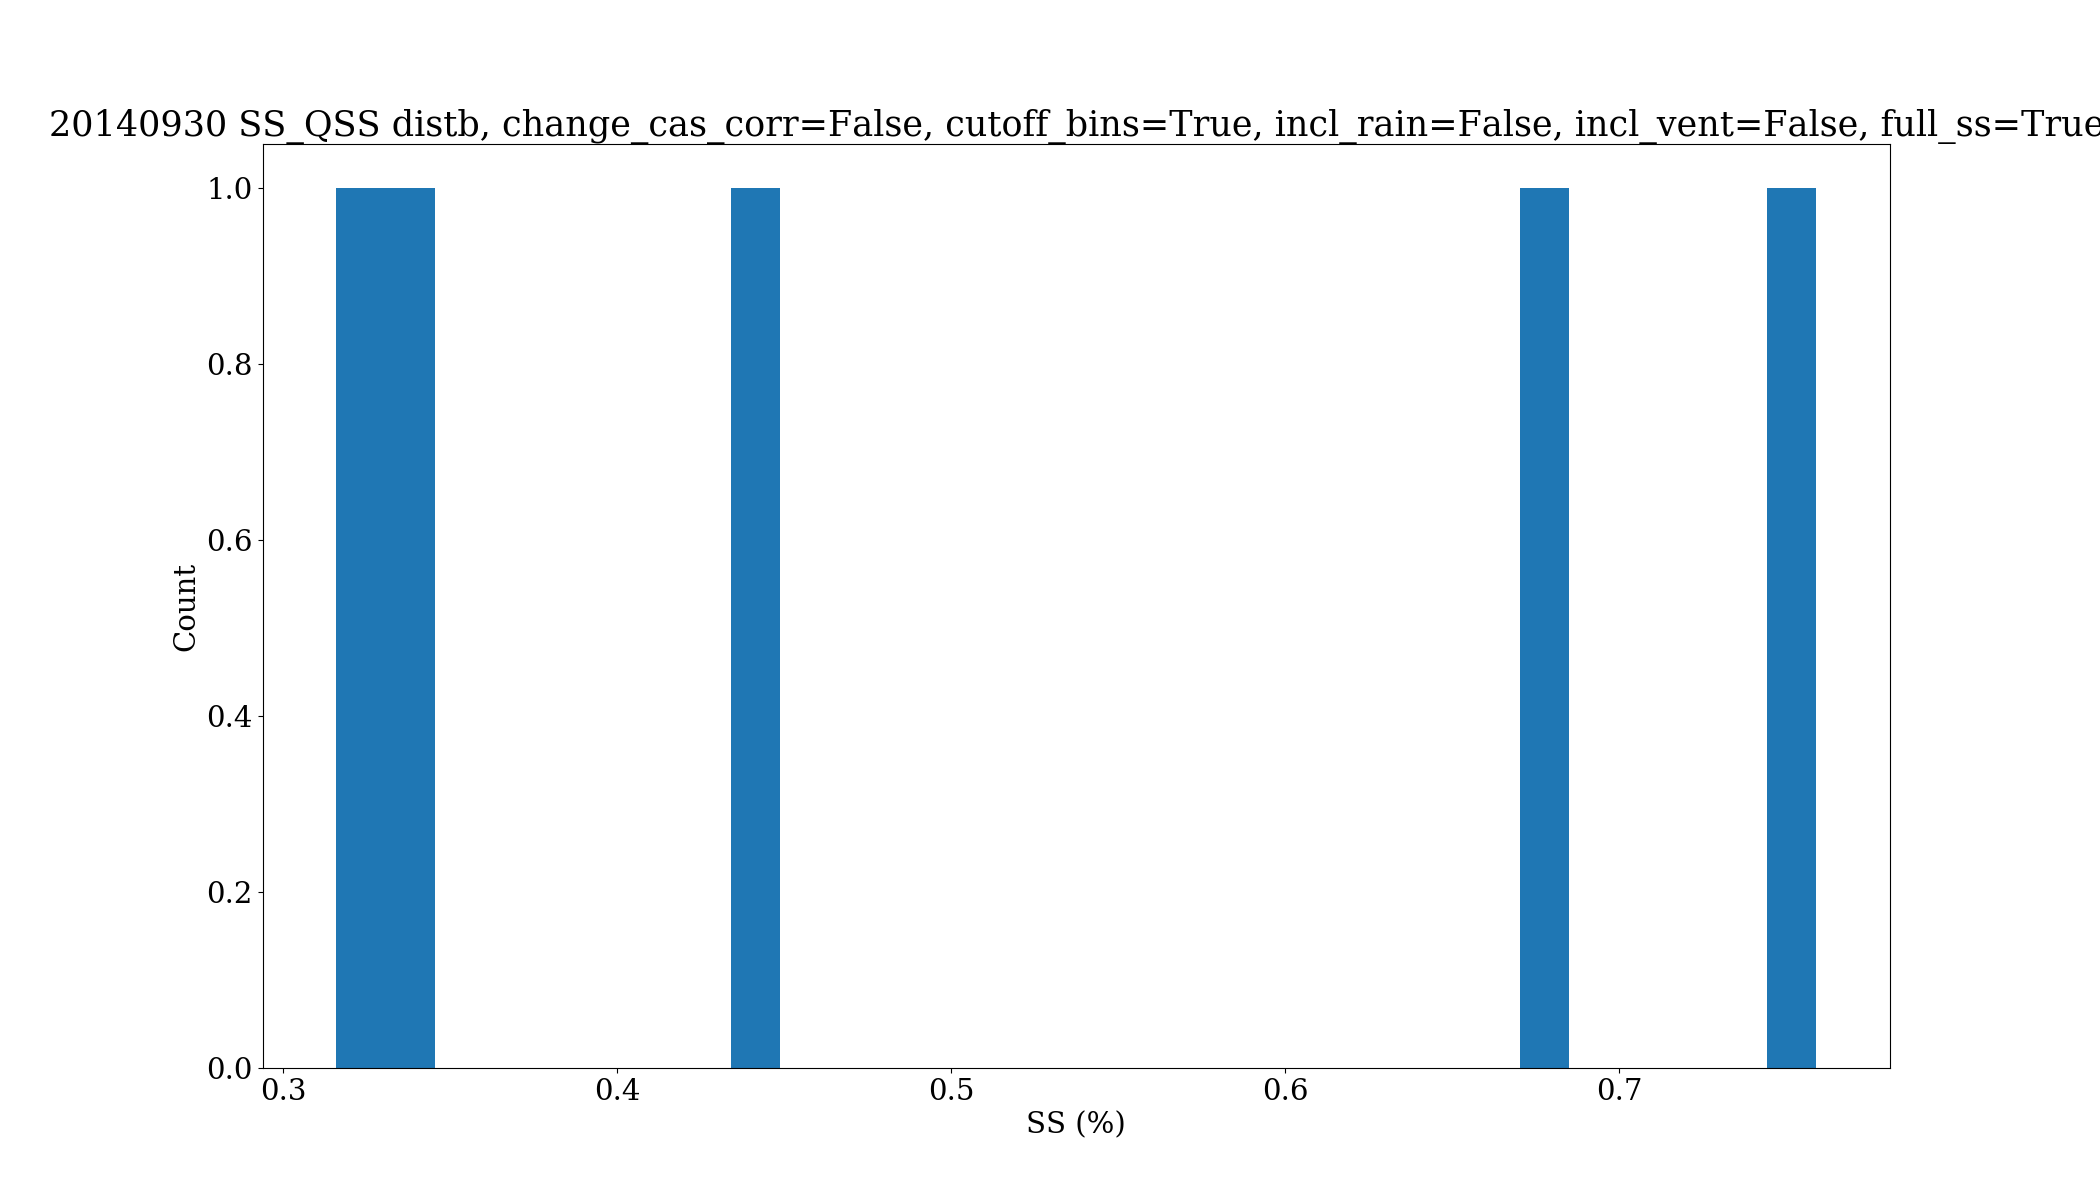 20140930 SS_QSS distb, change_cas_corr=False, cutoff_bins=True, incl_rain=False, incl_vent=False, full_ss=True
1.0
0.8
0.6
0.4
0.2
0.0
Count
0.3 0.4 0.5 0.6 0.7
SS (%)